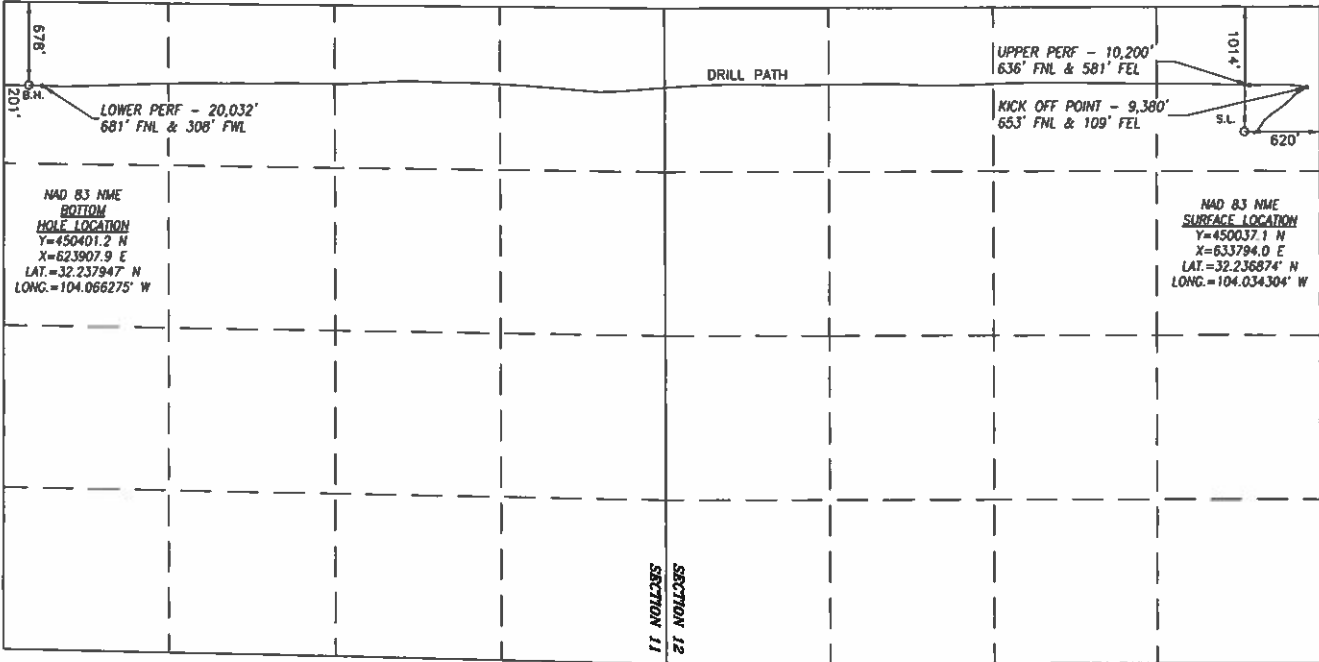 678'
201'
B.H.
LOWER PERF - 20,032'
681' FNL & 308' FWL
DRILL PATH
UPPER PERF - 10,200'
636' FNL & 581' FEL
KICK OFF POINT - 9,380'
653' FNL & 109' FEL
1014'
S.L.
620'
NAD 83 NME
BOTTOM
HOLE LOCATION
Y=450401.2 N
X=623907.9 E
LAT.=32.237947° N
LONG.=104.066275° W
NAD 83 NME
SURFACE LOCATION
Y=450037.1 N
X=633794.0 E
LAT.=32.236874° N
LONG.=104.034304° W
SECTION 12
SECTION 11